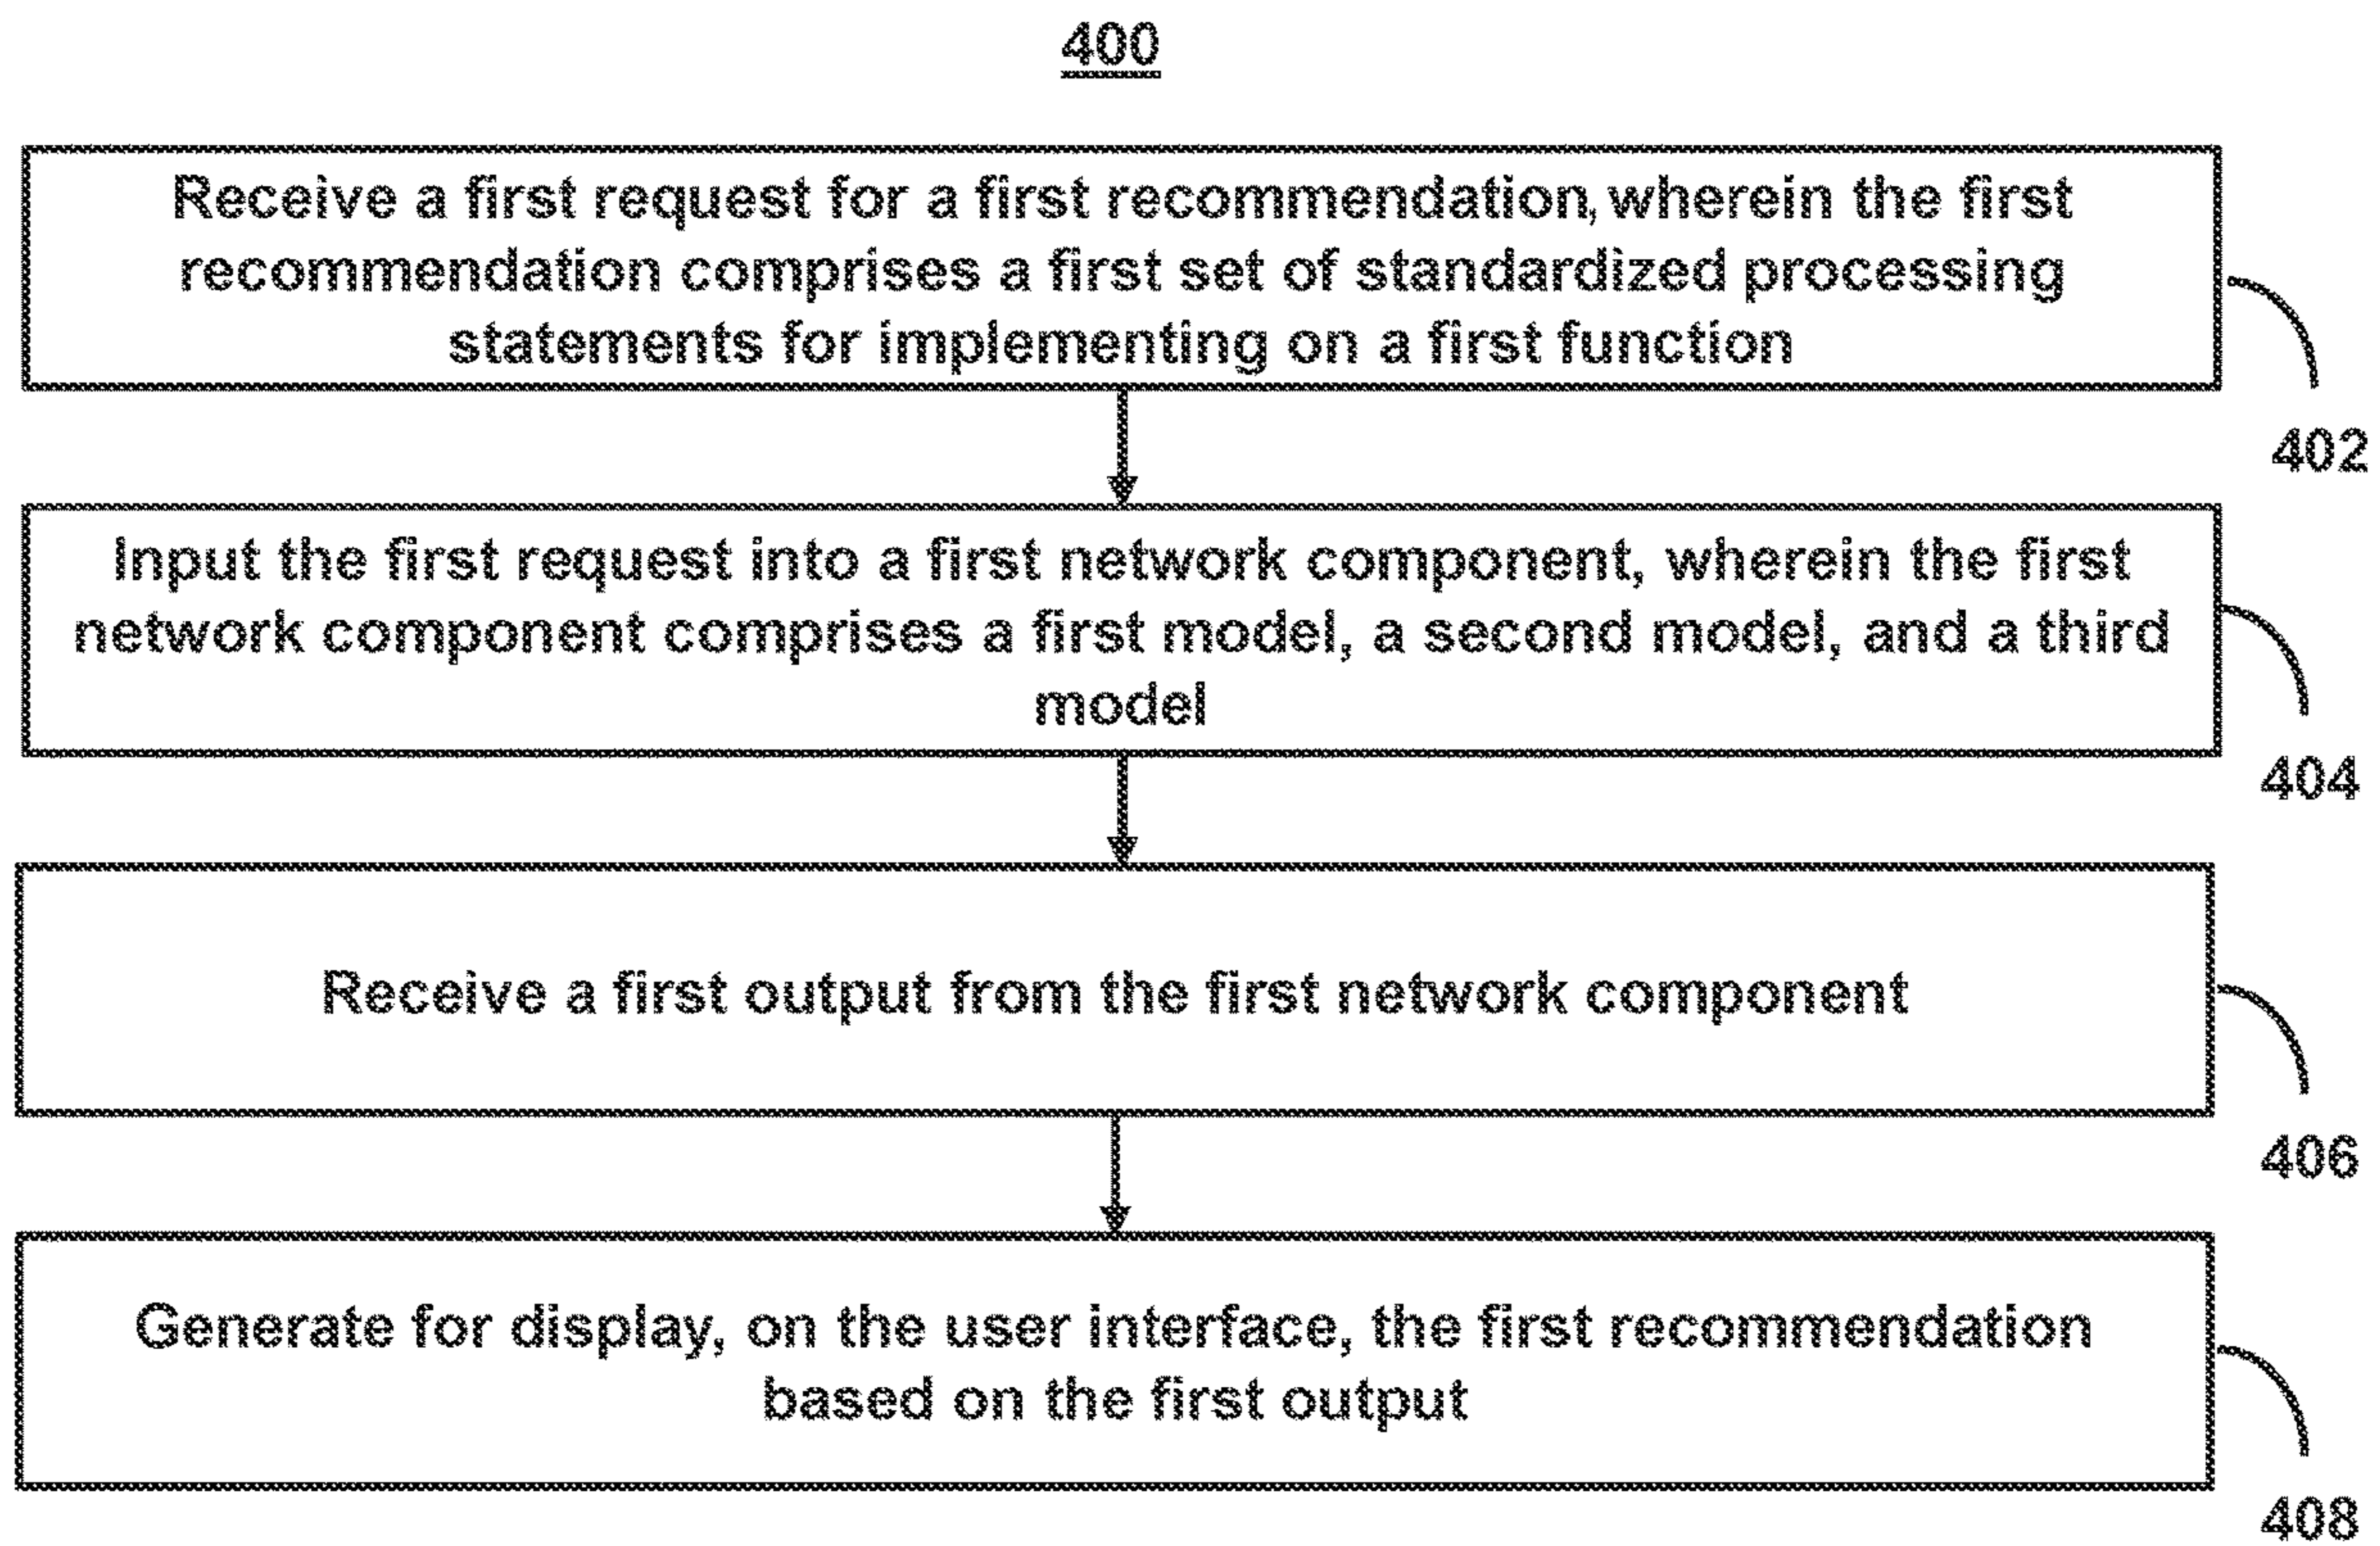 400
Receive a first request for a first recommendation, wherein the first
recommendation comprises a first set of standardized processing
statements for implementing on a first function
402
Input the first request into a first network component, wherein the first
network component comprises a first model, a second model, and a third
model
404
Receive a first output from the first network component
406
Generate for display, on the user interface, the first recommendation
based on the first output
408